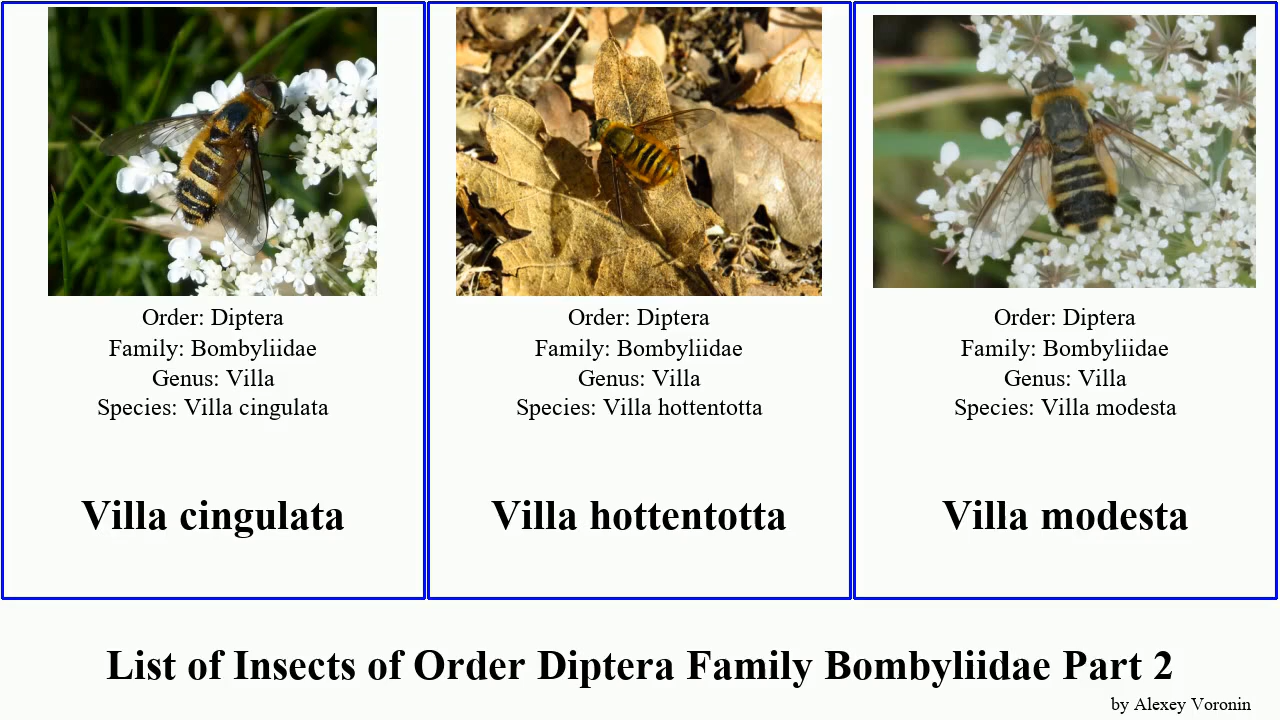 Order: Diptera
Family: Bombyliidae
Genus: Villa
Species: Villa cingulata
Villa cingulata
Order: Diptera
Family: Bombyliidae
Genus: Villa
Species: Villa hottentotta
Villa hottentotta
Order: Diptera
Family: Bombyliidae
Genus: Villa
Species: Villa modesta
Villa modesta
List of Insects of Order Diptera Family Bombyliidae Part 2
by Alexey Voronin